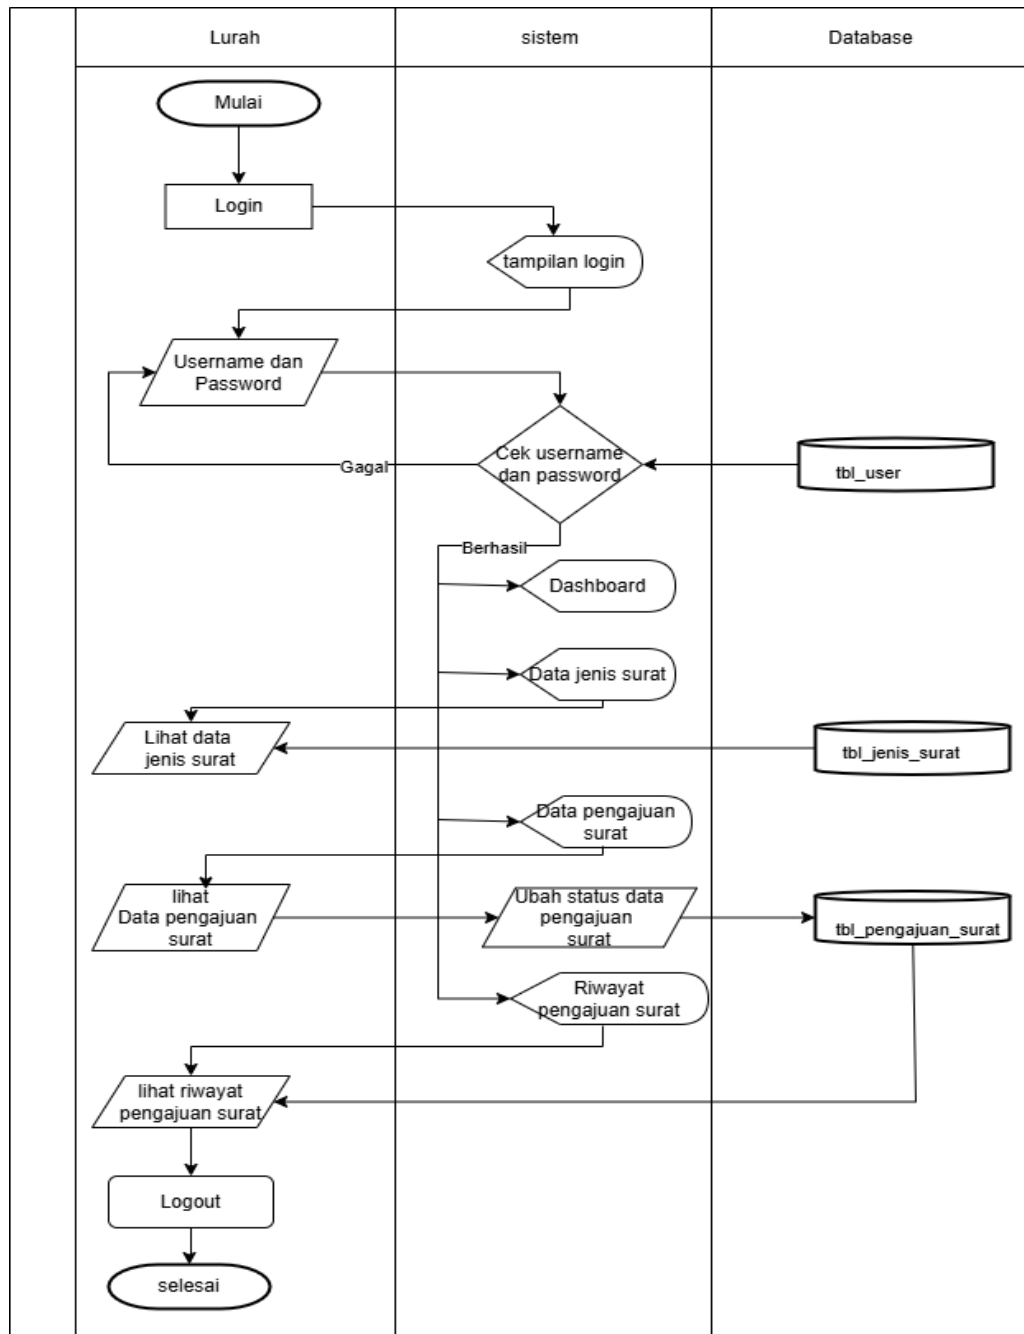 Lurah
sistem
Database
Mulai
Login
tampilan login
Username dan
Password
Cek username
dan password
Gagal
tbl_user
Berhasil
Dashboard
Data jenis surat
Lihat data
jenis surat
tbl_jenis_surat
Data pengajuan
surat
lihat
Data pengajuan
surat
Ubah status data
pengajuan
surat
tbl_pengajuan_surat
Riwayat
pengajuan surat
lihat riwayat
pengajuan surat
Logout
selesai